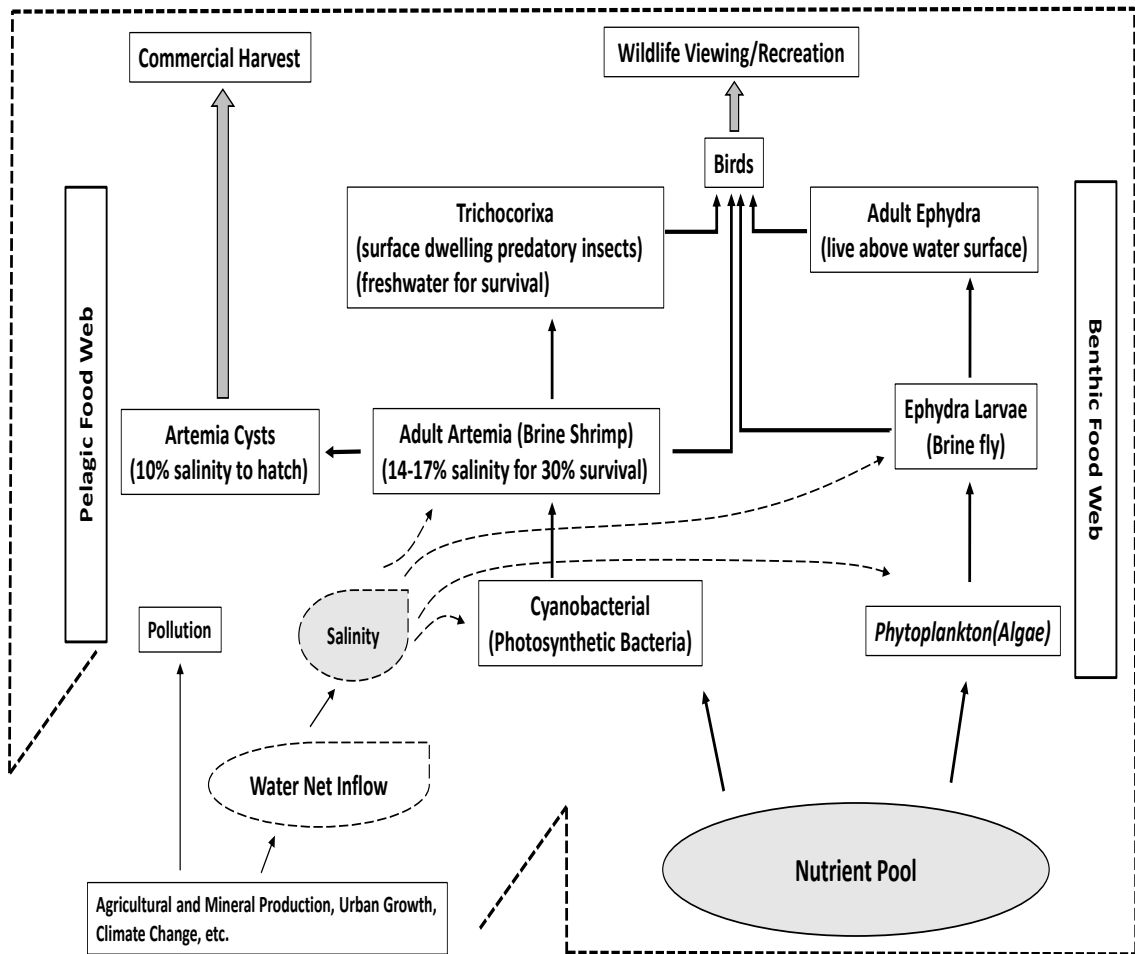 Commercial Harvest
Wildlife Viewing/Recreation
Birds
Trichocorixa
(surface dwelling predatory insects)
(freshwater for survival)
Adult Ephydra
(live above water surface)
Pelagic Food Web
Benthic Food Web
Artemia Cysts
(10% salinity to hatch)
Adult Artemia (Brine Shrimp)
(14-17% salinity for 30% survival)
Ephydra Larvae
(Brine fly)
Pollution
Salinity
Cyanobacterial
(Photosynthetic Bacteria)
Phytoplankton(Algae)
Water Net Inflow
Nutrient Pool
Agricultural and Mineral Production, Urban Growth,
Climate Change, etc.